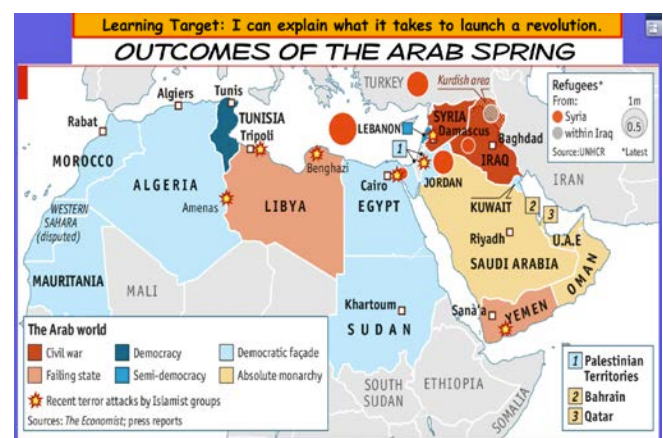 Learning Target: I can explain what it takes to launch a revolution.
OUTCOMES OF THE ARAB SPRING
TURKEY
Kurdish area
Refugees*
From:
Syria
within Iraq
1m
0.5
Source:UNHCR
*Latest
Algiers
Tunis
Rabat
TUNISIA
Tripoli
LEBANON
SYRIA
Damascus
Baghdad
IRAQ
IRAN
MOROCCO
Benghazi
1
Cairo
JORDAN
ALGERIA
LIBYA
EGYPT
KUWAIT
Amenas
WESTERN
SAHARA
(disputed)
2
3
Riyadh
U.A.E
SAUDI ARABIA
OMAN
MAURITANIA
MALI
Khartoum
SUDAN
Sanà'a
YEMEN
The Arab world
Civil war
Democracy
Democratic façade
Failing state
Semi-democracy
Absolute monarchy
Recent terror attacks by Islamist groups
Sources: The Economist; press reports
SOUTH
SUDAN
ETHIOPIA
SOMALIA
1 Palestinian
Territories
2 Bahrain
3 Qatar